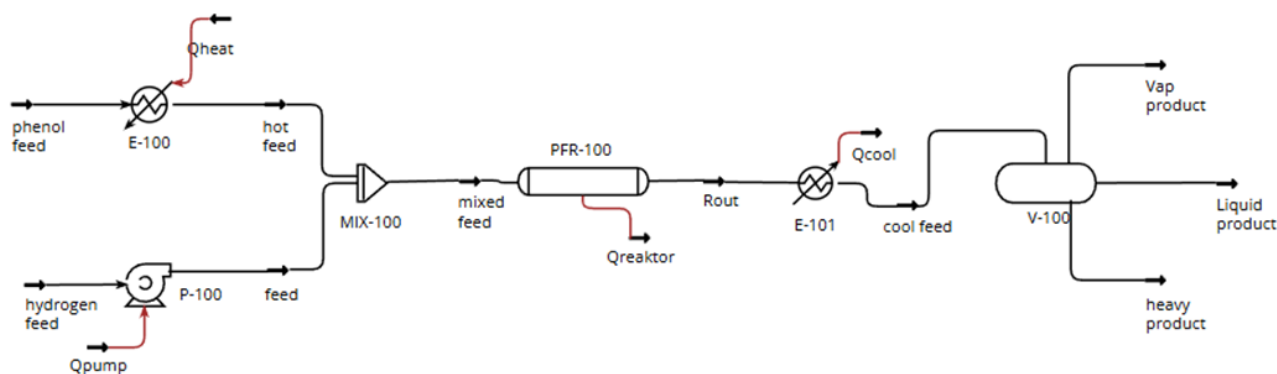 Qheat
phenol
feed
E-100
hot
feed
MIX-100
mixed
feed
PFR-100
Qreaktor
Rout
E-101
Qcool
cool feed
V-100
Vap
product
Liquid
product
heavy
product
hydrogen
feed
P-100
feed
Qpump